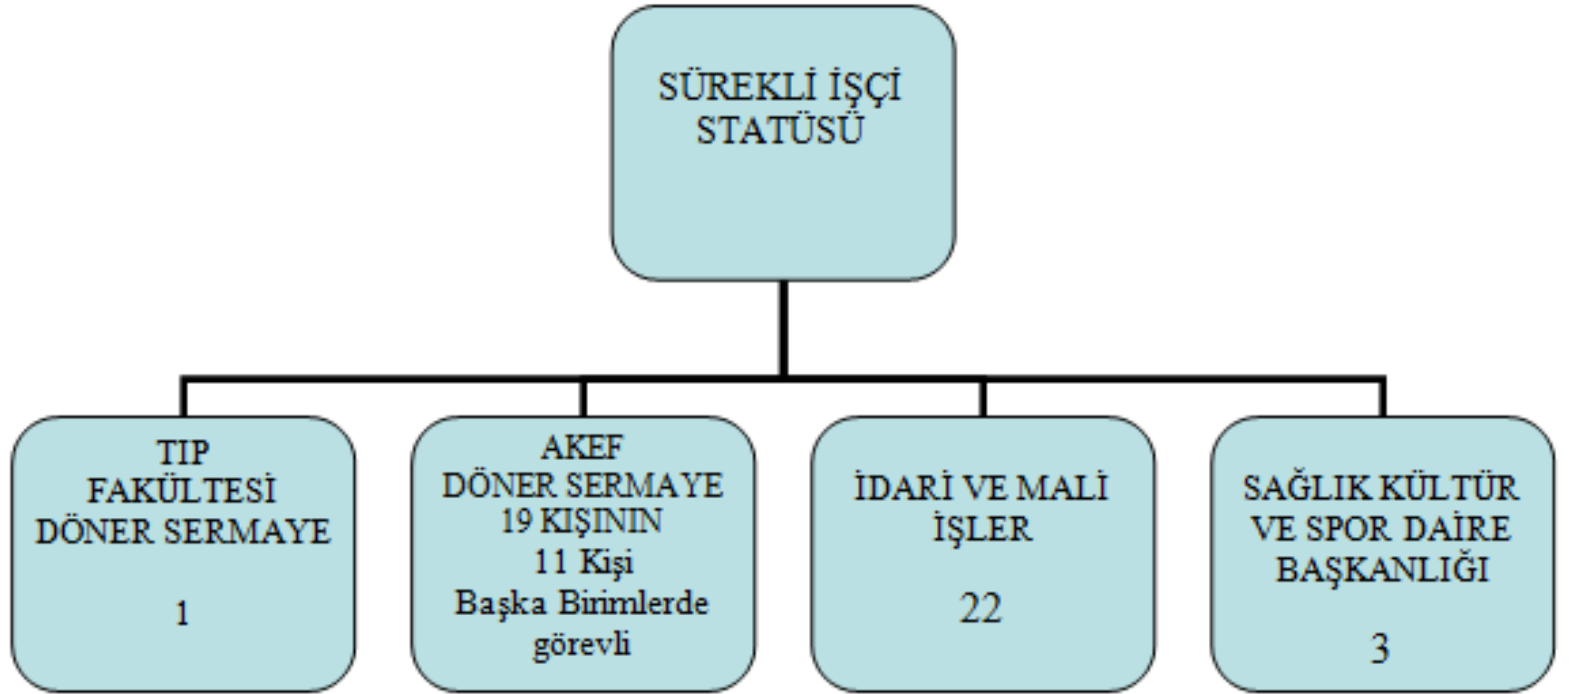 SÜREKLİ İŞÇİ
STATÜSÜ
TIP
FAKÜLTESİ
DÖNER SERMAYE
1
AKEF
DÖNER SERMAYE
19 KIŞININ
11 Kişi
Başka Birimlerde
görevli
İDARİ VE MALİ
İŞLER
22
SAĞLIK KÜLTÜR
VE SPOR DAİRE
BAŞKANLIĞI
3